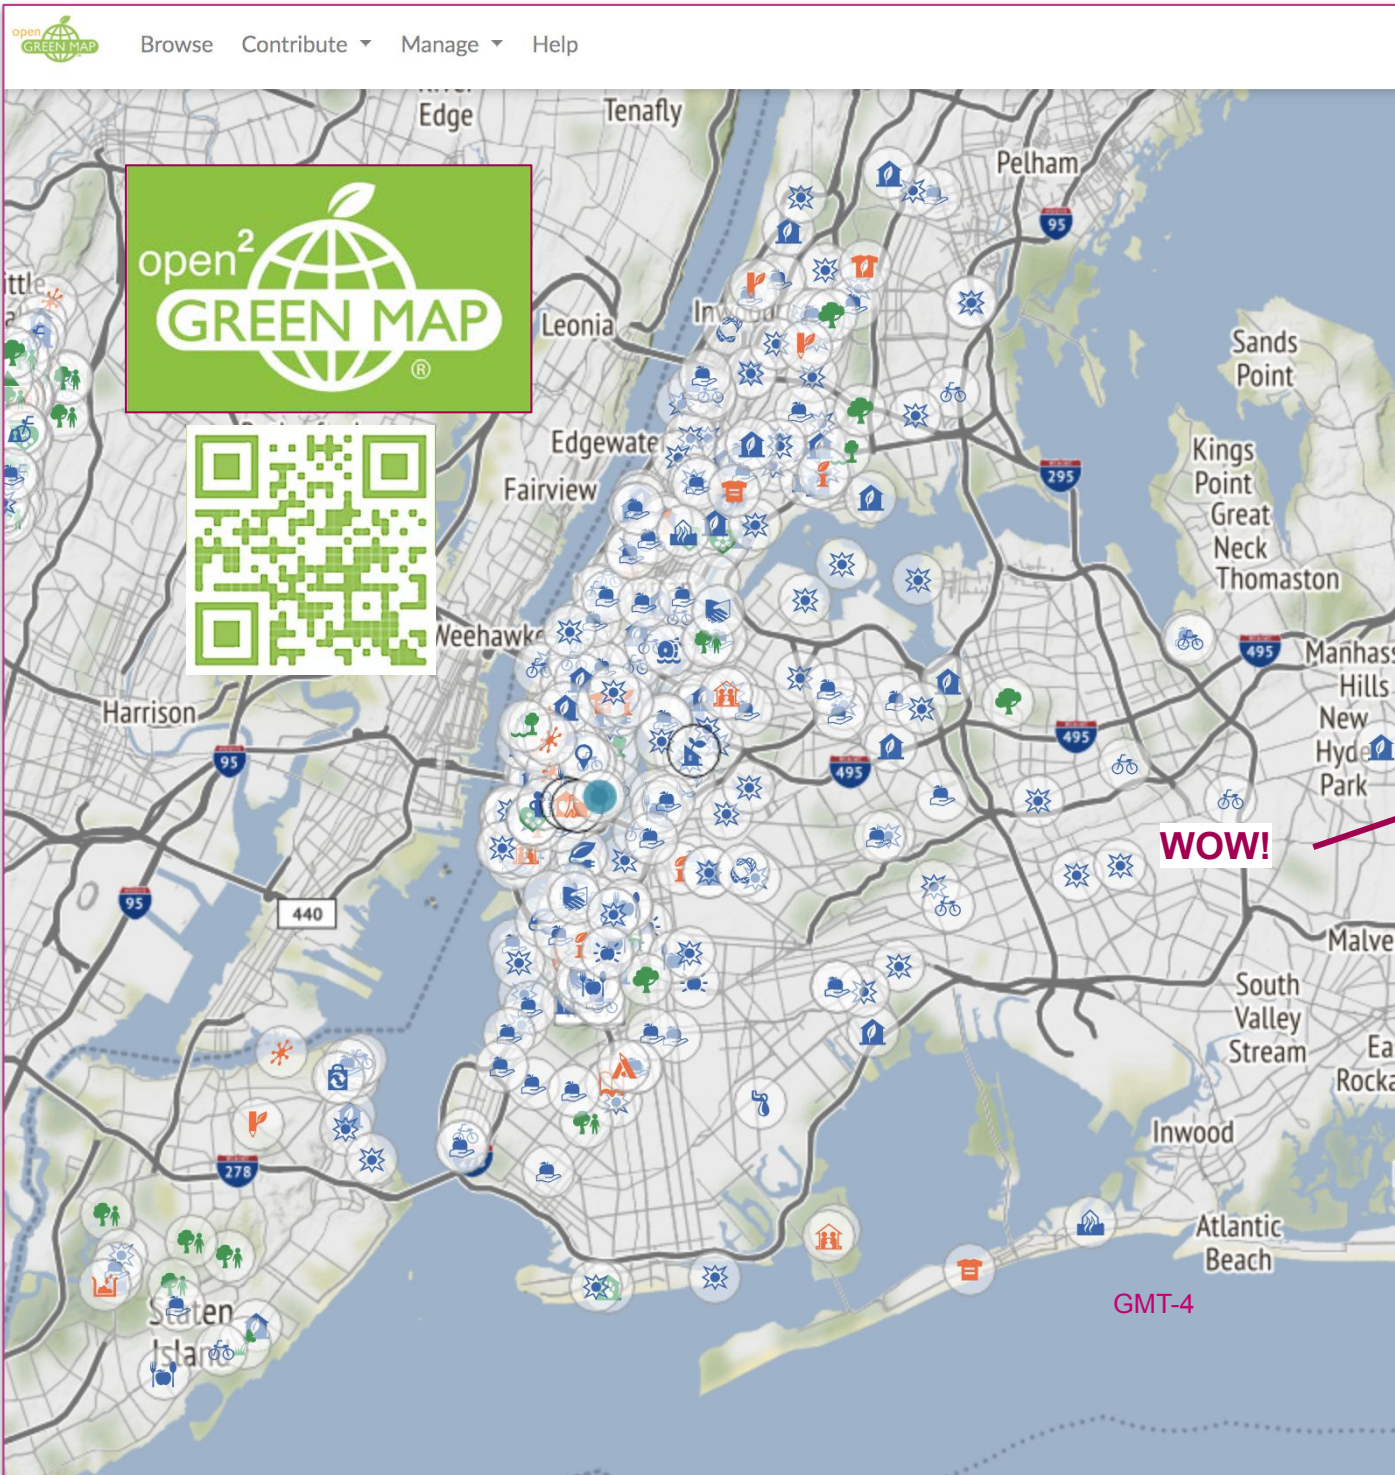 open
GREEN MAP
Browse
Contribute
Manage
Help
Edge
Tenafly
Pelham
95
open²
GREEN MAP
®
Leonia
Sands
Point
Edgewate
Fairview
295
Kings
Point
Great
Neck
Thomaston
Weehawke
495
Manhass
Hills
New
Hyde
Park
Harrison
95
495
495
WOW!
95
440
Malve
South
Valley
Stream
Ea
Rocka
Inwood
278
Atlantic
Beach
GMT-4
Staten
Island